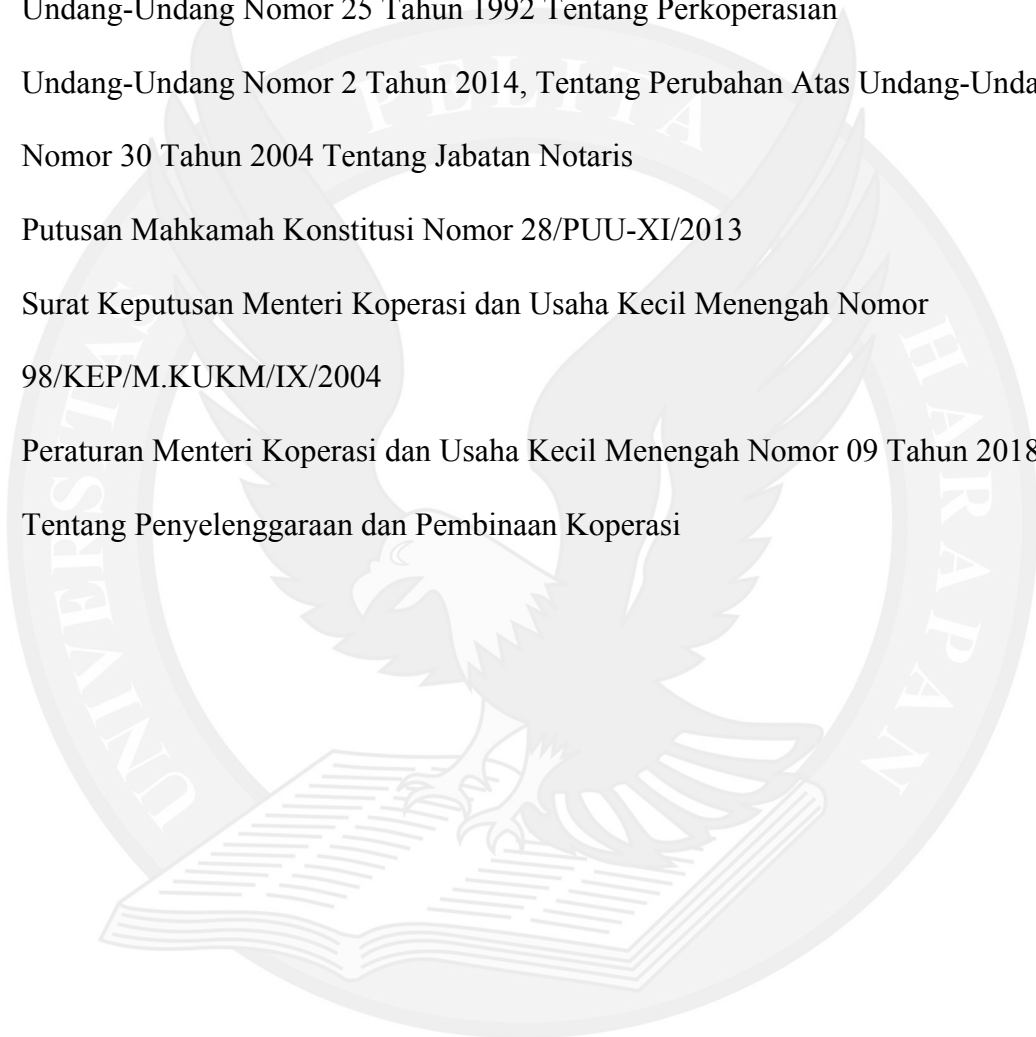 Undang-Undang Nomor 25 Tahun 1992 Tentang Perkoperasian
Undang-Undang Nomor 2 Tahun 2014, Tentang Perubahan Atas Undang-Unda
Nomor 30 Tahun 2004 Tentang Jabatan Notaris
Putusan Mahkamah Konstitusi Nomor 28/PUU-XI/2013
Surat Keputusan Menteri Koperasi dan Usaha Kecil Menengah Nomor
98/KEP/M.KUKM/IX/2004
Peraturan Menteri Koperasi dan Usaha Kecil Menengah Nomor 09 Tahun 2018
Tentang Penyelenggaraan dan Pembinaan Koperasi
UNIVERSITAS PELITA HARAPAN